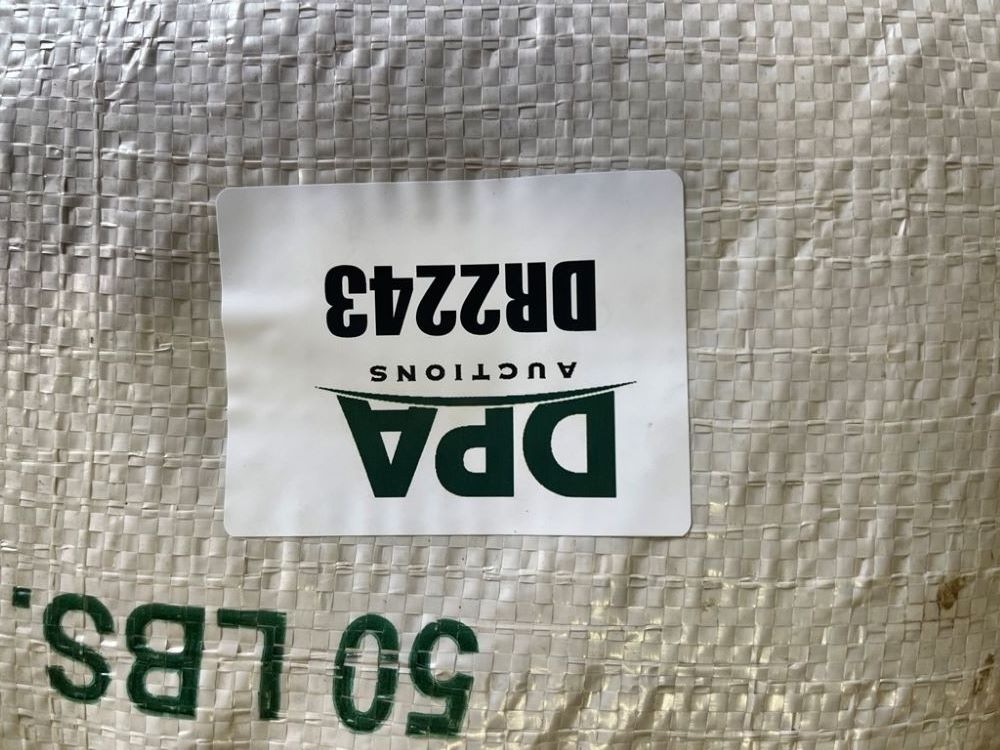 50 LBS.
DPA
AUCTIONS
DR2243